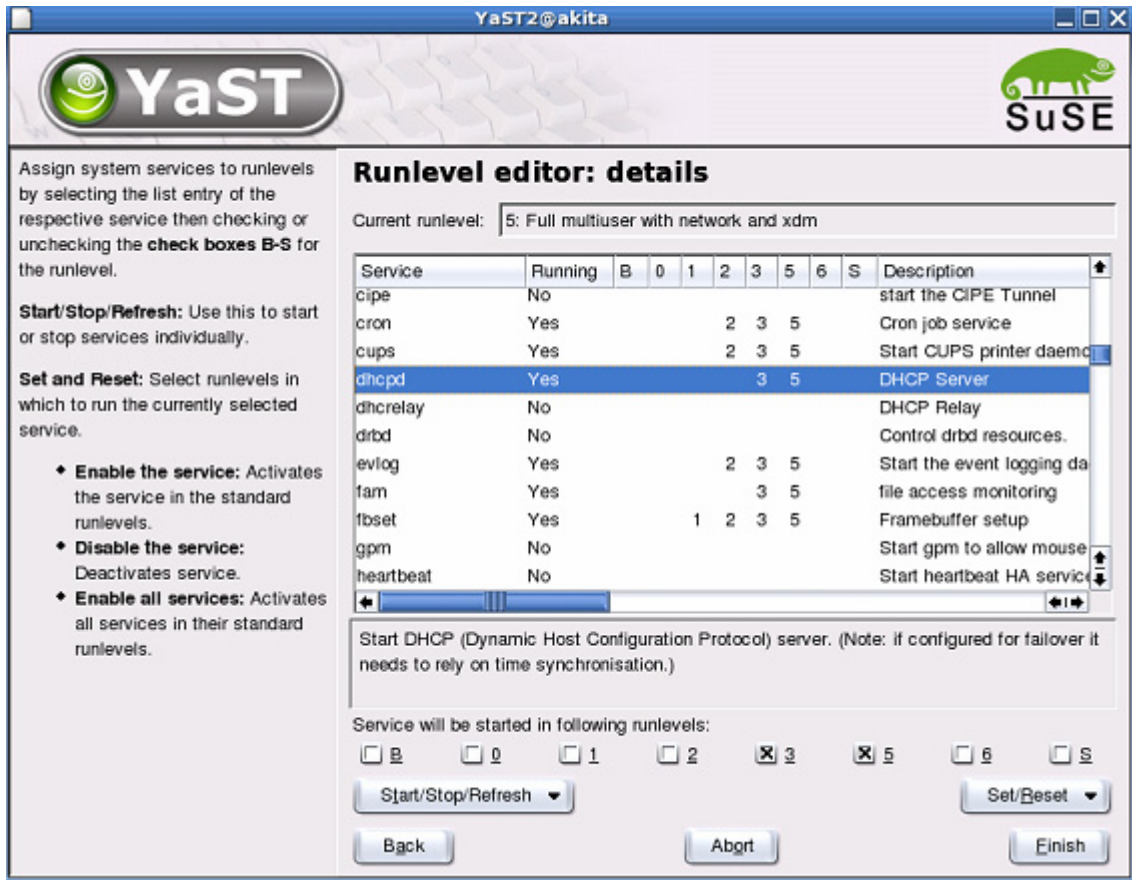 YaST2@akita
YaST
SuSE
Assign system services to runlevels
by selecting the list entry of the
respective service then checking or
unchecking the check boxes B-S for
the runlevel.
Start/Stop/Refresh: Use this to start
or stop services individually.
Set and Reset: Select runlevels in
which to run the currently selected
service.
Enable the service: Activates
the service in the standard
runlevels.
Disable the service:
Deactivates service.
Enable all services: Activates
all services in their standard
runlevels.
Runlevel editor: details
Current runlevel: 5: Full multiuser with network and xdm
Service Running B 0 1 2 3 5 6 S Description
cipe No start the CIPE Tunnel
cron Yes 2 3 5 Cron job service
cups Yes 2 3 5 Start CUPS printer daemo
dhcpd Yes 3 5 DHCP Server
dhcrelay No DHCP Relay
drbd No Control drbd resources.
evlog Yes 2 3 5 Start the event logging da
fam Yes 3 5 file access monitoring
fbset Yes 1 2 3 5 Framebuffer setup
gpm No Start gpm to allow mouse
heartbeat No Start heartbeat HA service
Start DHCP (Dynamic Host Configuration Protocol) server. (Note: if configured for failover it
needs to rely on time synchronisation.)
Service will be started in following runlevels:
B 0 1 2 3 5 6 S
Start/Stop/Refresh Set/Reset
Back Abort Finish